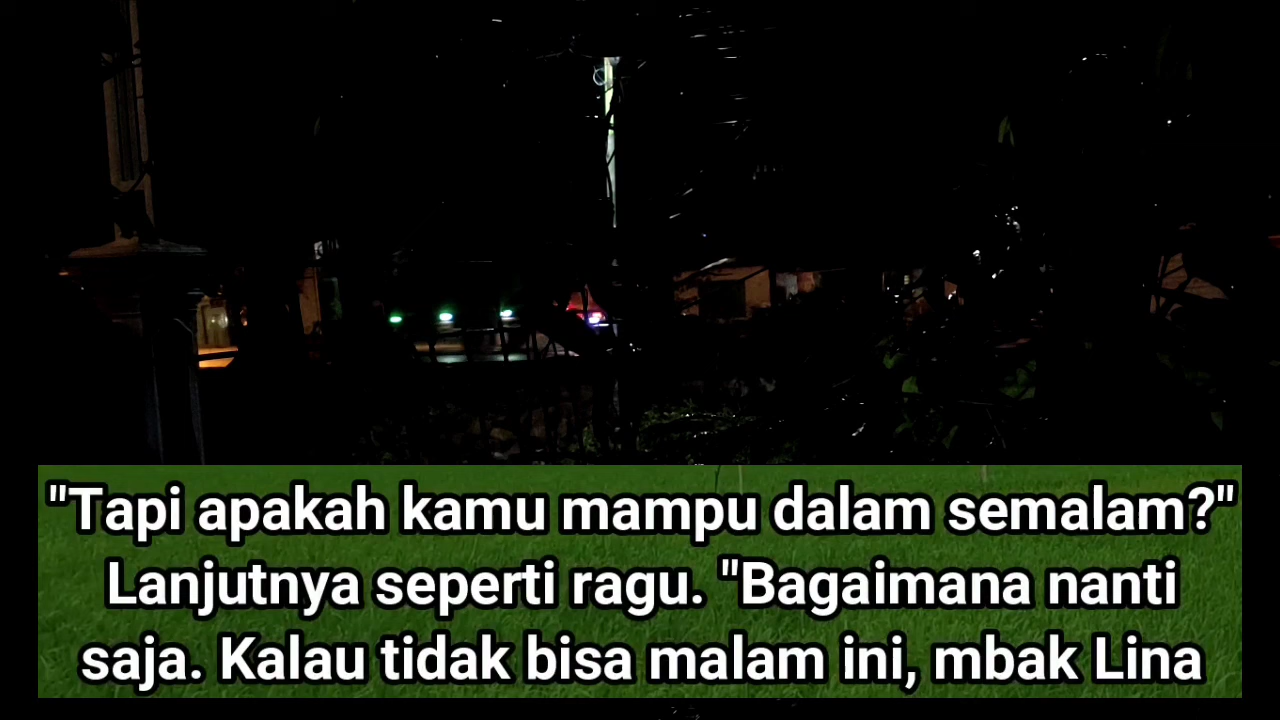 "Tapi apakah kamu mampu dalam semalam?"
Lanjutnya seperti ragu. "Bagaimana nanti
saja. Kalau tidak bisa malam ini, mbak Lina